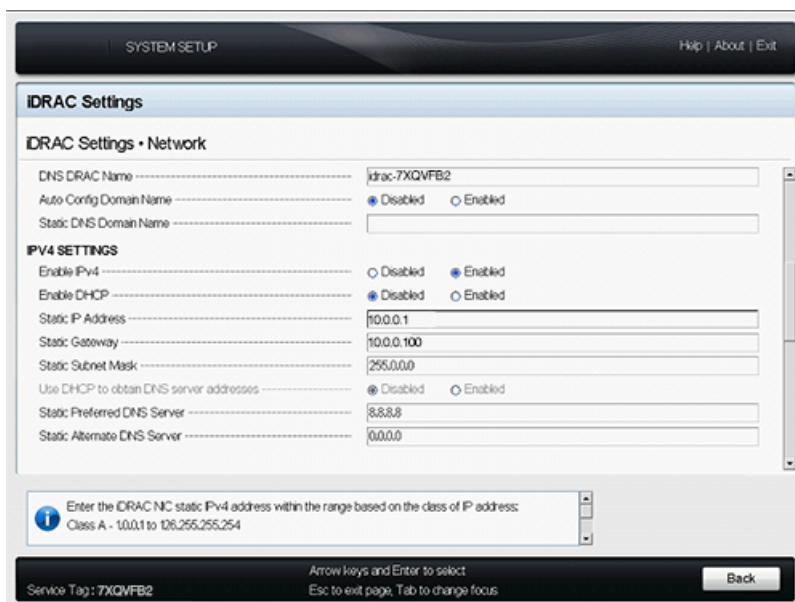 SYSTEM SETUP
Help | About | Exit
iDRAC Settings
iDRAC Settings • Network
DNS DRAC Name idrac-7XQVFB2
Auto Config Domain Name Disabled Enabled
Static DNS Domain Name
IPV4 SETTINGS
Enable IPv4 Disabled Enabled
Enable DHCP Disabled Enabled
Static IP Address 10.0.0.1
Static Gateway 10.0.0.100
Static Subnet Mask 255.0.0.0
Use DHCP to obtain DNS server addresses Disabled Enabled
Static Preferred DNS Server 8.8.8.8
Static Alternate DNS Server 0.0.0.0
Enter the iDRAC NIC static IPv4 address within the range based on the class of IP address:
Class A - 1.0.0.1 to 126.255.255.254
Arrow keys and Enter to select
Service Tag : 7XQVFB2
Esc to exit page, Tab to change focus
Back